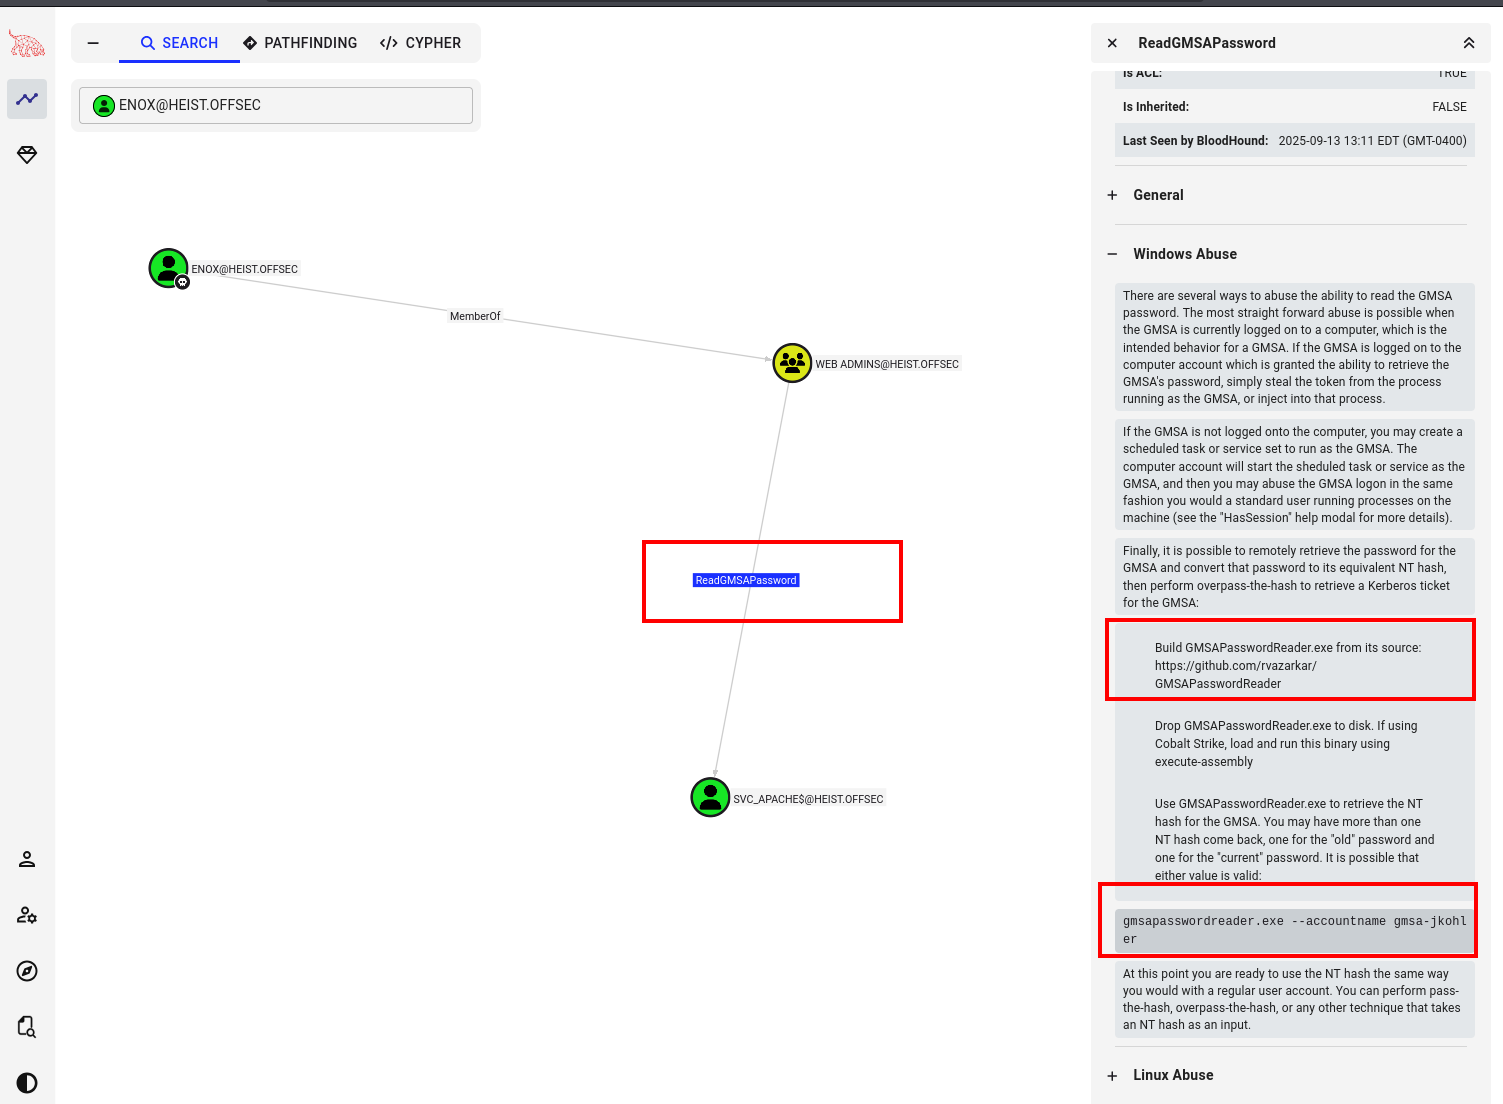 SEARCH
PATHFINDING
CYPHER
ENOX@HEIST.OFFSEC
ENOX@HEIST.OFFSEC
MemberOf
WEB ADMINS@HEIST.OFFSEC
ReadGMSAPassword
SVC_APACHE$@HEIST.OFFSEC
ReadGMSAPassword
Is ACL: TRUE
Is Inherited: FALSE
Last Seen by BloodHound: 2025-09-13 13:11 EDT (GMT-0400)
General
Windows Abuse
There are several ways to abuse the ability to read the GMSA
password. The most straight forward abuse is possible when
the GMSA is currently logged on to a computer, which is the
intended behavior for a GMSA. If the GMSA is logged on to the
computer account which is granted the ability to retrieve the
GMSA's password, simply steal the token from the process
running as the GMSA, or inject into that process.
If the GMSA is not logged onto the computer, you may create a
scheduled task or service set to run as the GMSA. The
computer account will start the sheduled task or service as the
GMSA, and then you may abuse the GMSA logon in the same
fashion you would a standard user running processes on the
machine (see the "HasSession" help modal for more details).
Finally, it is possible to remotely retrieve the password for the
GMSA and convert that password to its equivalent NT hash,
then perform overpass-the-hash to retrieve a Kerberos ticket
for the GMSA:
Build GMSAPasswordReader.exe from its source:
https://github.com/rvazarkar/
GMSAPasswordReader
Drop GMSAPasswordReader.exe to disk. If using
Cobalt Strike, load and run this binary using
execute-assembly
Use GMSAPasswordReader.exe to retrieve the NT
hash for the GMSA. You may have more than one
NT hash come back, one for the "old" password and
one for the "current" password. It is possible that
either value is valid:
gmsapasswordreader.exe --accountname gmsa-jkohl
er
At this point you are ready to use the NT hash the same way
you would with a regular user account. You can perform pass-
the-hash, overpass-the-hash, or any other technique that takes
an NT hash as an input.
Linux Abuse